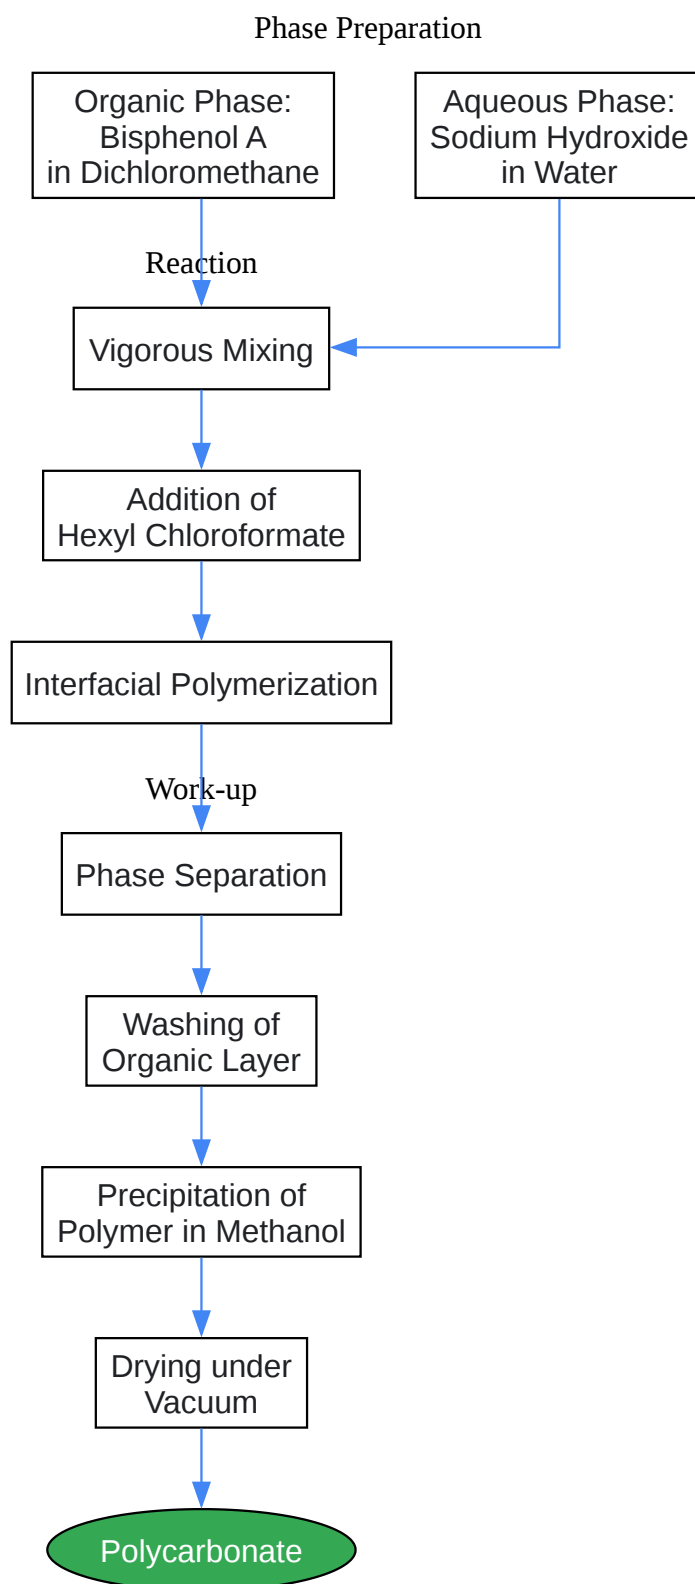 Phase Preparation
Organic Phase:
Bisphenol A
in Dichloromethane
Aqueous Phase:
Sodium Hydroxide
in Water
Reaction
Vigorous Mixing
Addition of
Hexyl Chloroformate
Interfacial Polymerization
Work-up
Phase Separation
Washing of
Organic Layer
Precipitation of
Polymer in Methanol
Drying under
Vacuum
Polycarbonate